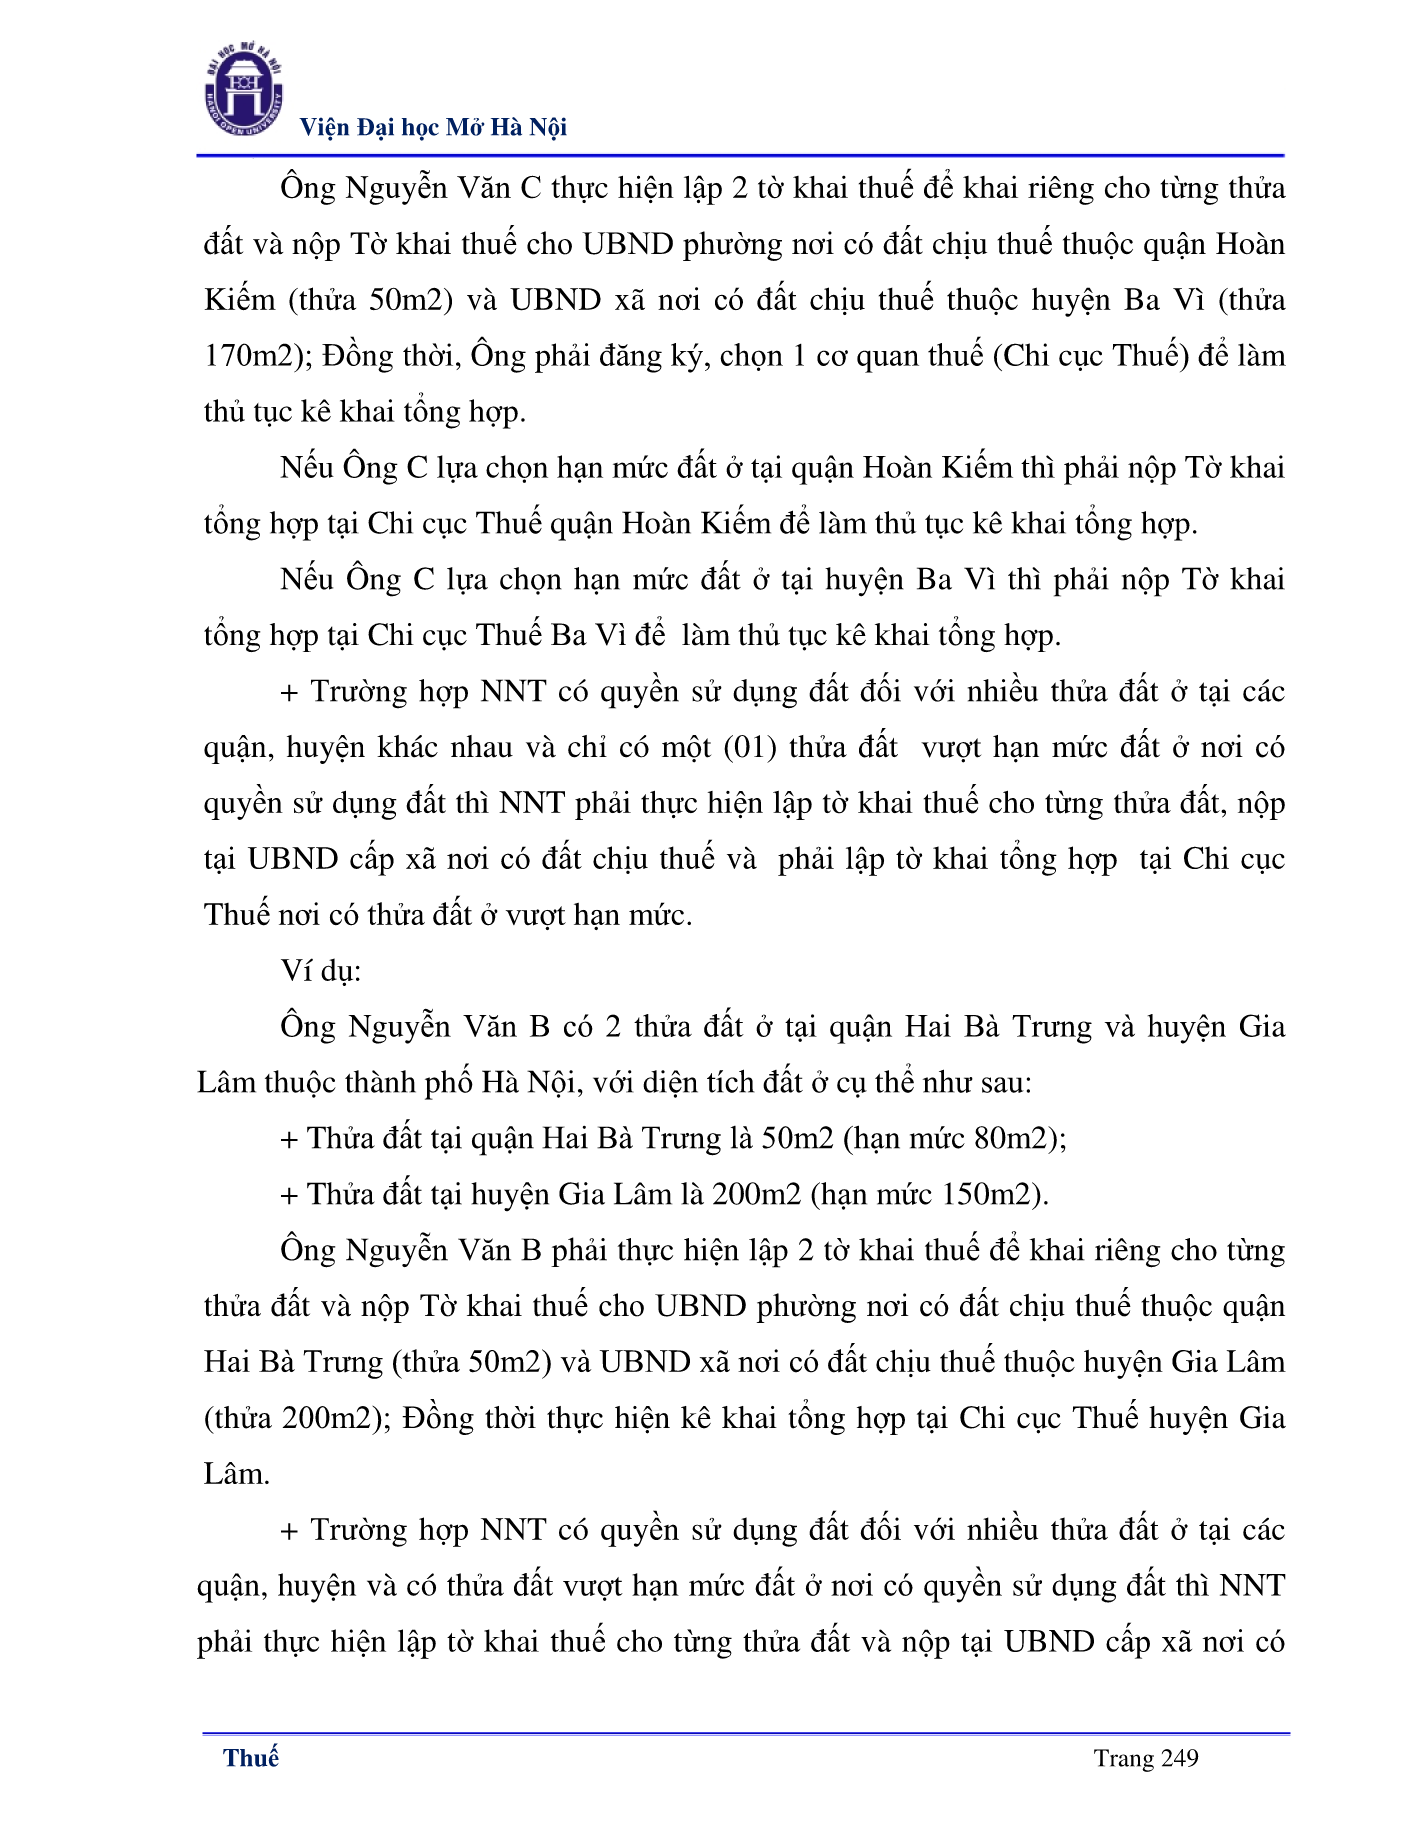 ĐẠI HỌC MỞ HÀ NỘI
HANOI OPEN UNIVERSITY
Viện Đại học Mở Hà Nội
Ông Nguyễn Văn C thực hiện lập 2 tờ khai thuế để khai riêng cho từng thửa
đất và nộp Tờ khai thuế cho UBND phường nơi có đất chịu thuế thuộc quận Hoàn
Kiếm (thửa 50m2) và UBND xã nơi có đất chịu thuế thuộc huyện Ba Vì (thửa
170m2); Đồng thời, Ông phải đăng ký, chọn 1 cơ quan thuế (Chi cục Thuế) để làm
thủ tục kê khai tổng hợp.
Nếu Ông C lựa chọn hạn mức đất ở tại quận Hoàn Kiếm thì phải nộp Tờ khai
tổng hợp tại Chi cục Thuế quận Hoàn Kiếm để làm thủ tục kê khai tổng hợp.
Nếu Ông C lựa chọn hạn mức đất ở tại huyện Ba Vì thì phải nộp Tờ khai
tổng hợp tại Chi cục Thuế Ba Vì để  làm thủ tục kê khai tổng hợp.
+ Trường hợp NNT có quyền sử dụng đất đối với nhiều thửa đất ở tại các
quận, huyện khác nhau và chỉ có một (01) thửa đất  vượt hạn mức đất ở nơi có
quyền sử dụng đất thì NNT phải thực hiện lập tờ khai thuế cho từng thửa đất, nộp
tại UBND cấp xã nơi có đất chịu thuế và  phải lập tờ khai tổng hợp  tại Chi cục
Thuế nơi có thửa đất ở vượt hạn mức.
Ví dụ:
Ông Nguyễn Văn B có 2 thửa đất ở tại quận Hai Bà Trưng và huyện Gia
Lâm thuộc thành phố Hà Nội, với diện tích đất ở cụ thể như sau:
+ Thửa đất tại quận Hai Bà Trưng là 50m2 (hạn mức 80m2);
+ Thửa đất tại huyện Gia Lâm là 200m2 (hạn mức 150m2).
Ông Nguyễn Văn B phải thực hiện lập 2 tờ khai thuế để khai riêng cho từng
thửa đất và nộp Tờ khai thuế cho UBND phường nơi có đất chịu thuế thuộc quận
Hai Bà Trưng (thửa 50m2) và UBND xã nơi có đất chịu thuế thuộc huyện Gia Lâm
(thửa 200m2); Đồng thời thực hiện kê khai tổng hợp tại Chi cục Thuế huyện Gia
Lâm.
+ Trường hợp NNT có quyền sử dụng đất đối với nhiều thửa đất ở tại các
quận, huyện và có thửa đất vượt hạn mức đất ở nơi có quyền sử dụng đất thì NNT
phải thực hiện lập tờ khai thuế cho từng thửa đất và nộp tại UBND cấp xã nơi có
Thuế
Trang 249